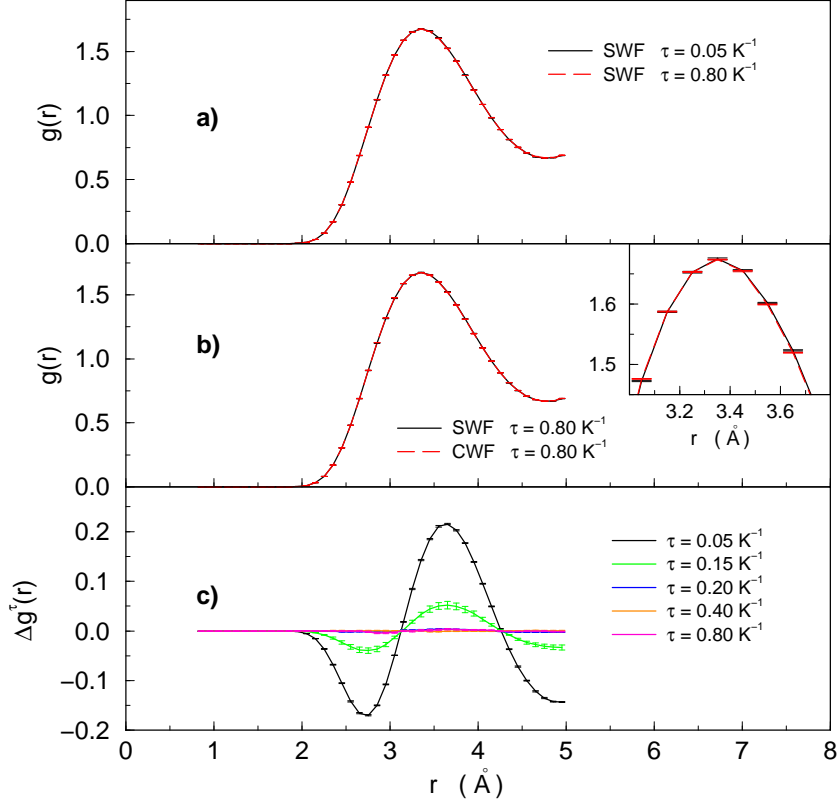 1.5
1.0
0.5
0.0
g(r)
a)
SWF τ = 0.05 K⁻¹
SWF τ = 0.80 K⁻¹
1.5
1.0
0.5
0.0
g(r)
b)
SWF τ = 0.80 K⁻¹
CWF τ = 0.80 K⁻¹
1.6
1.5
3.2 3.4 3.6
r (Å)
0.2
0.1
0.0
−0.1
−0.2
Δg^τ(r)
c)
τ = 0.05 K⁻¹
τ = 0.15 K⁻¹
τ = 0.20 K⁻¹
τ = 0.40 K⁻¹
τ = 0.80 K⁻¹
0 1 2 3 4 5 6 7 8
r (Å)